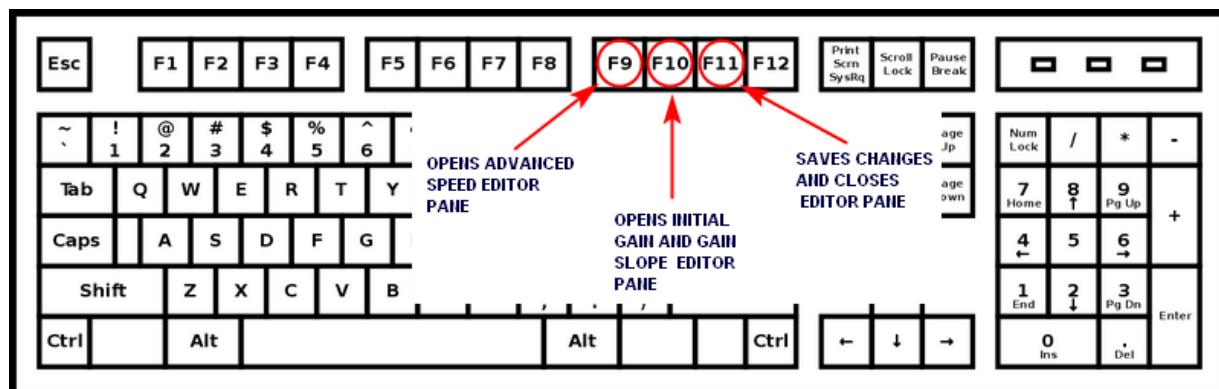 Esc F1 F2 F3 F4 F5 F6 F7 F8 F9 F10 F11 F12 Print Scrn SysRq Scroll Lock Pause Break
~ ! @ # $ % ^
` 1 2 3 4 5 6
Num Lock / * -
Tab Q W E R T Y
7 Home 8 ↑ 9 Pg Up +
Caps A S D F G
4 ← 5 6 →
Shift Z X C V B , . /
1 End 2 ↓ 3 Pg Dn Enter
Ctrl Alt Alt Ctrl ← ↓ →
0 Ins . Del
OPENS ADVANCED
SPEED EDITOR
PANE
OPENS INITIAL
GAIN AND GAIN
SLOPE EDITOR
PANE
SAVES CHANGES
AND CLOSES
EDITOR PANE